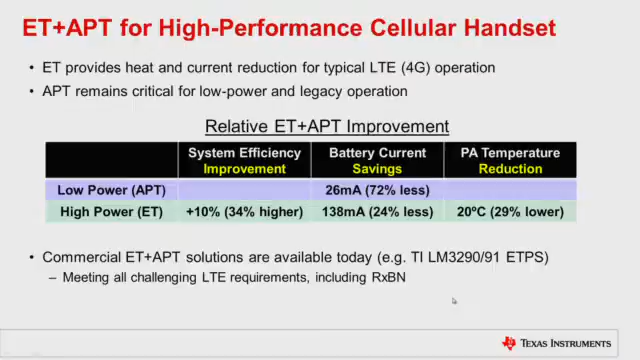 ET+APT for High-Performance Cellular Handset
• ET provides heat and current reduction for typical LTE (4G) operation
• APT remains critical for low-power and legacy operation
Relative ET+APT Improvement
System Efficiency Improvement Battery Current Savings PA Temperature Reduction
Low Power (APT) 26mA (72% less)
High Power (ET) +10% (34% higher) 138mA (24% less) 20ºC (29% lower)
• Commercial ET+APT solutions are available today (e.g. TI LM3290/91 ETPS)
– Meeting all challenging LTE requirements, including RxBN
TEXAS INSTRUMENTS